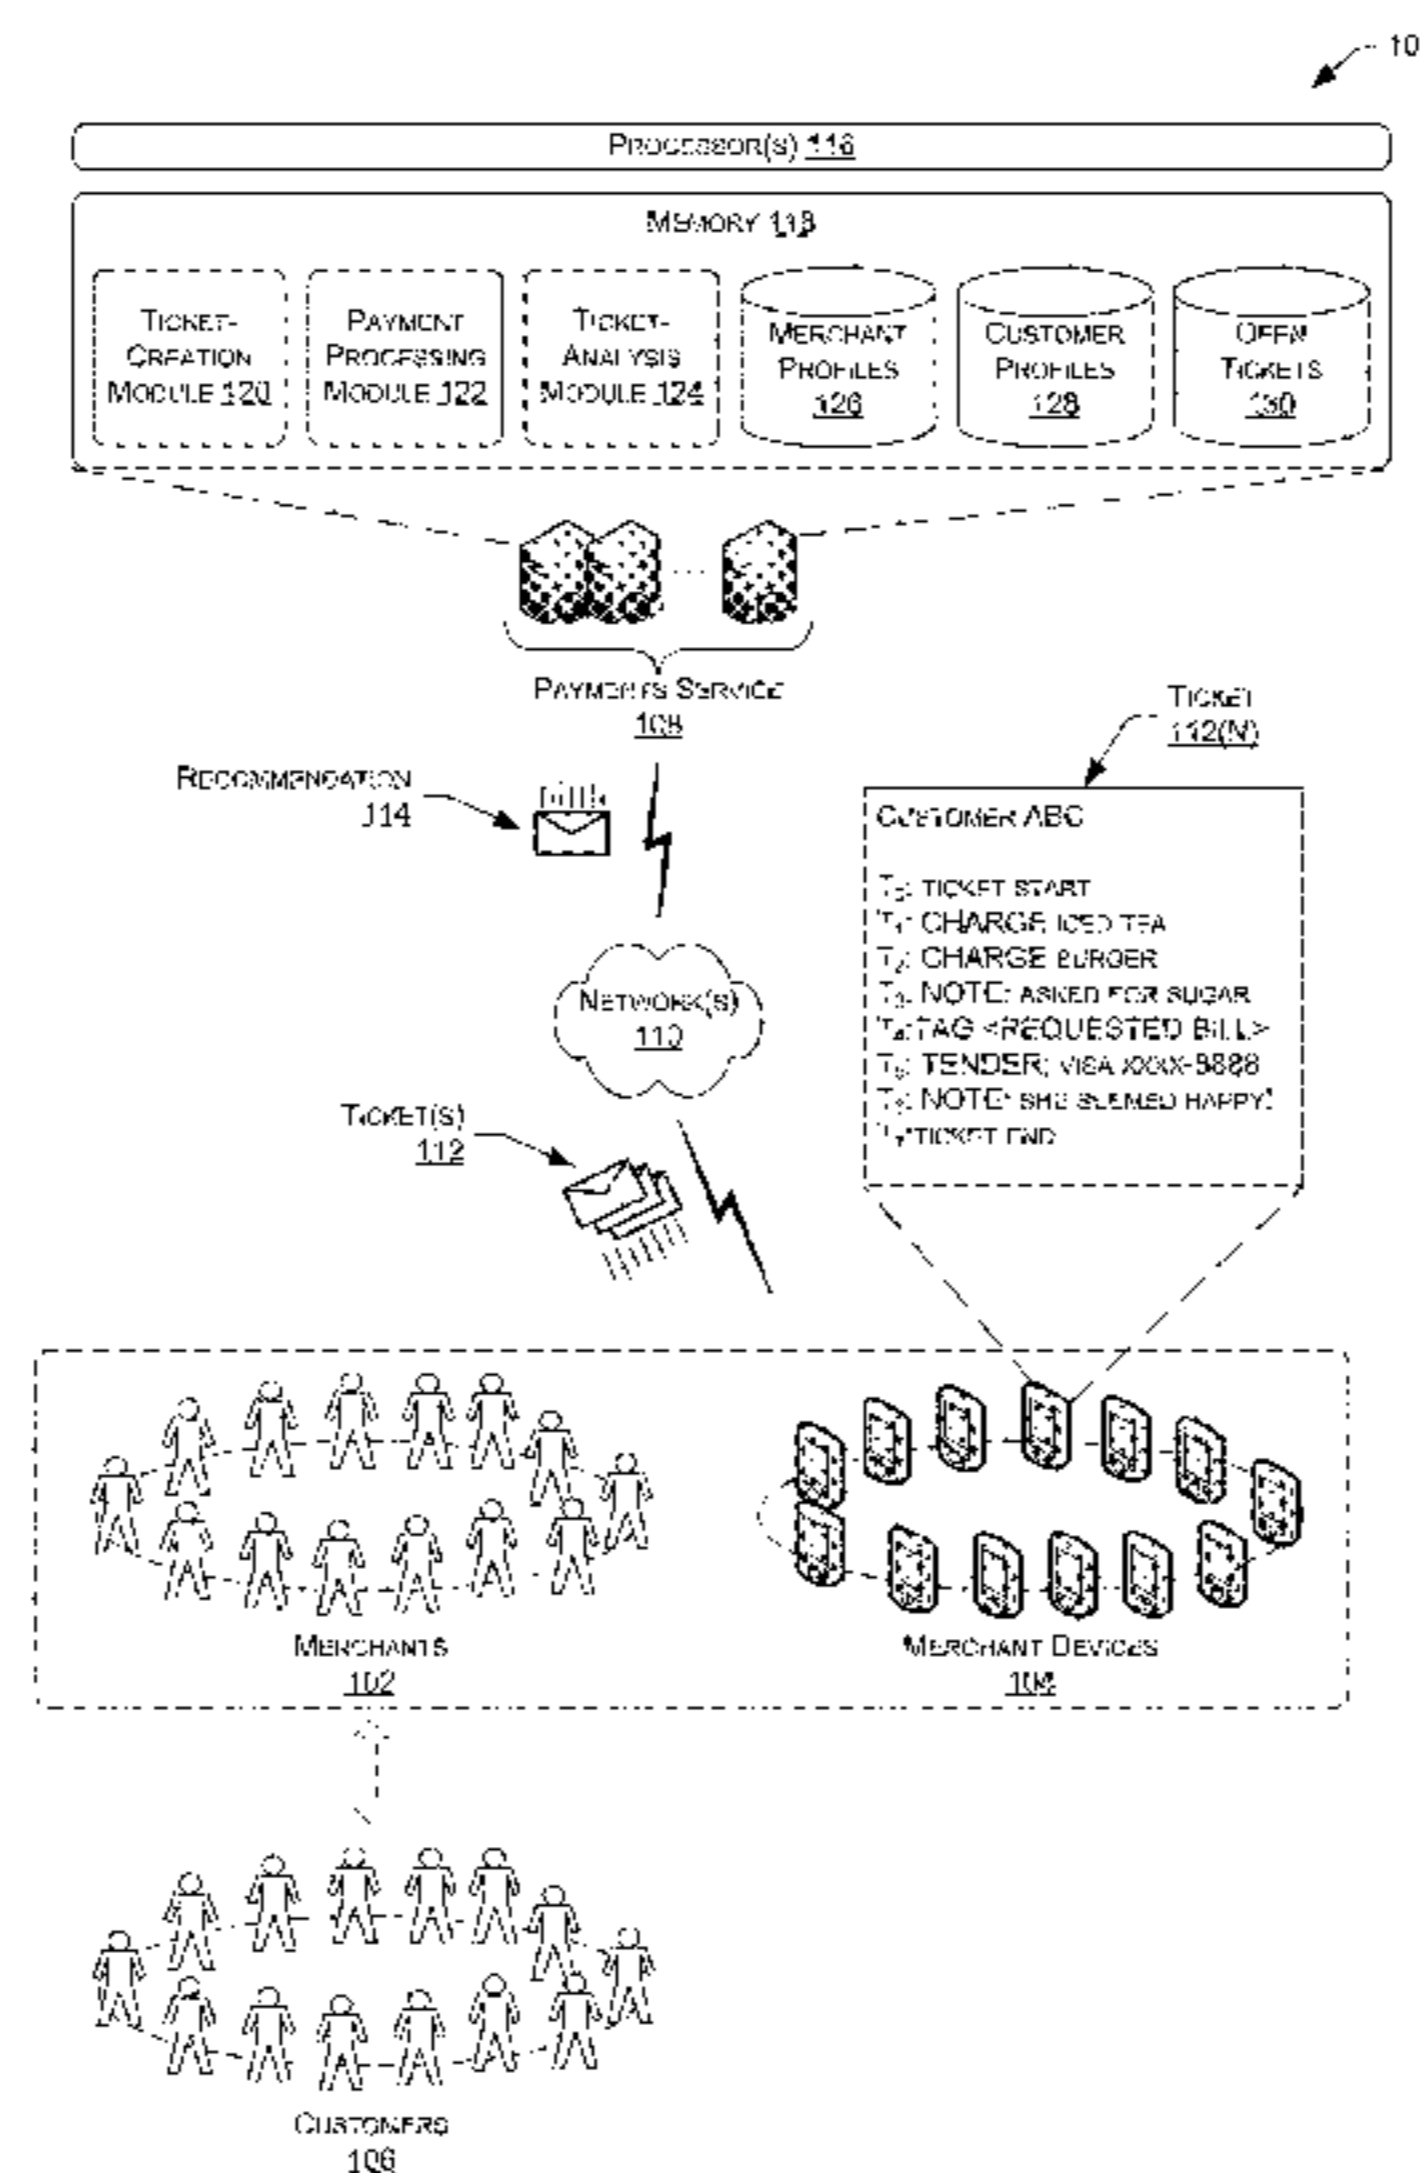 10
PROCESSOR(S) 116
MEMORY 118
TICKET-
CREATION
MODULE 120
PAYMENT
PROCESSING
MODULE 122
TICKET-
ANALYSIS
MODULE 124
MERCHANT
PROFILES
126
CUSTOMER
PROFILES
128
OPEN
TICKETS
130
PAYMENTS SERVICE
108
TICKET
112(N)
RECOMMENDATION
114
CUSTOMER ABC
T0: TICKET START
T1: CHARGE ICED TEA
T2: CHARGE BURGER
T3: NOTE: ASKED FOR SUGAR
T4: TAG <REQUESTED BILL>
T5: TENDER; VISA XXXX-8888
T6: NOTE: SHE SEEMED HAPPY!
T7: TICKET END
NETWORK(S)
110
TICKET(S)
112
MERCHANTS
102
MERCHANT DEVICES
104
CUSTOMERS
106